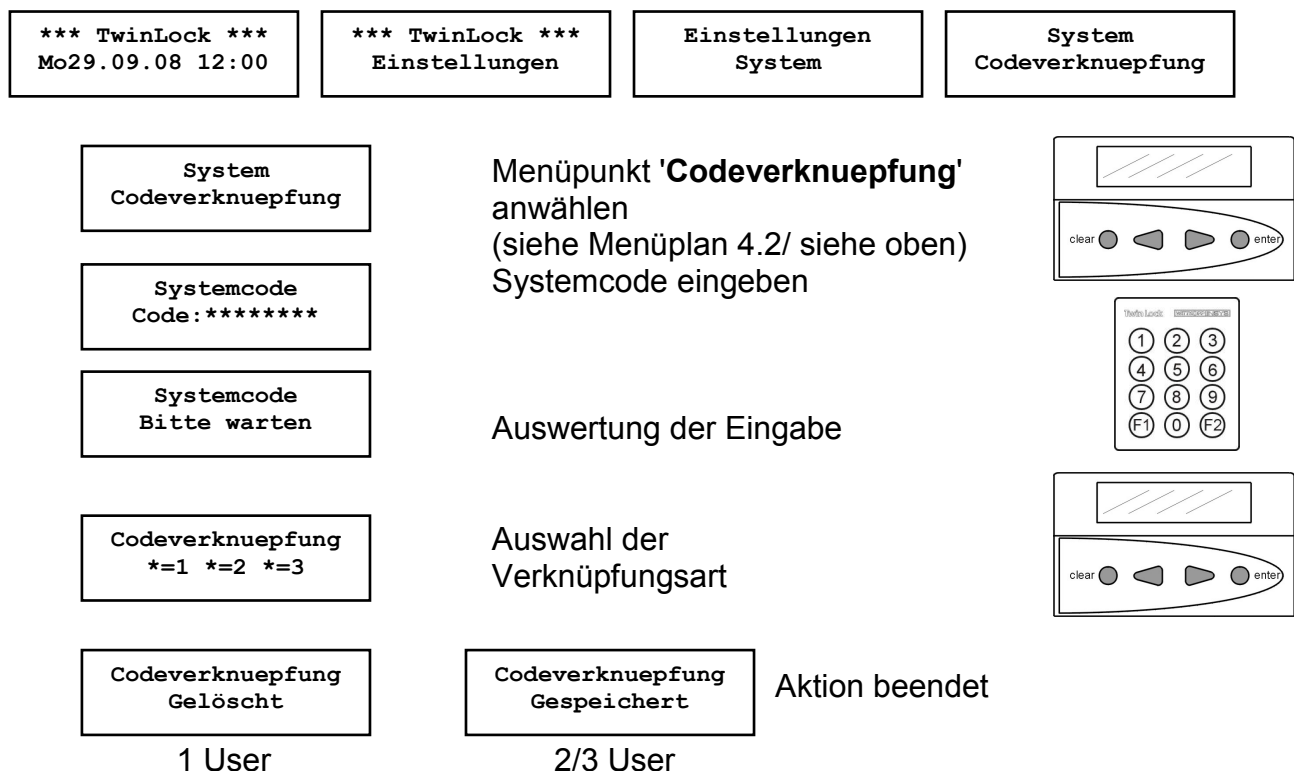 *** TwinLock ***
Mo29.09.08 12:00
*** TwinLock ***
Einstellungen
Einstellungen
System
System
Codeverknuepfung
System
Codeverknuepfung
Menüpunkt 'Codeverknuepfung'
anwählen
(siehe Menüplan 4.2/ siehe oben)
Systemcode eingeben
clear
enter
Systemcode
Code:********
Twin Lock
1 2 3
4 5 6
7 8 9
F1 0 F2
Systemcode
Bitte warten
Auswertung der Eingabe
Codeverknuepfung
*=1 *=2 *=3
Auswahl der
Verknüpfungsart
clear
enter
Codeverknuepfung
Gelöscht
Codeverknuepfung
Gespeichert
Aktion beendet
1 User
2/3 User